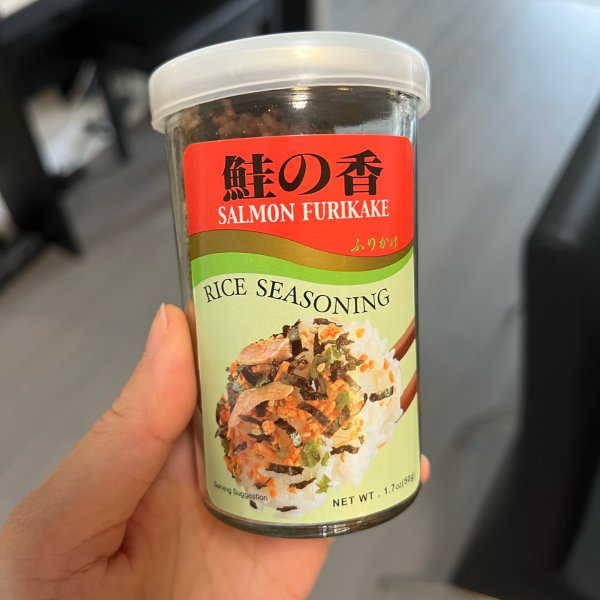 鮭の香
SALMON FURIKAKE
ふりかけ
RICE SEASONING
Serving Suggestion
NET WT . 1.7oz(50g)